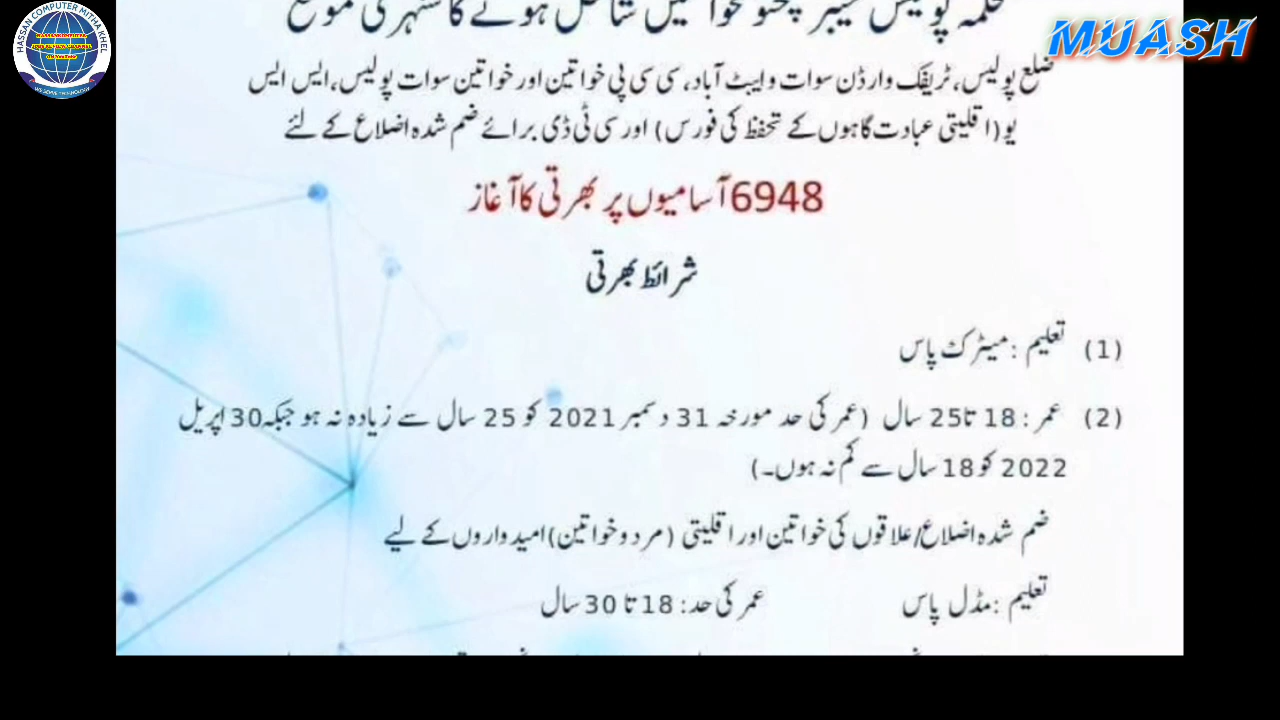 محکمہ پولیس خیبر پختونخوا میں شامل ہونے کا سنہری موقع
MUASH
HASSAN COMPUTER MITHA KHEL
ضلع پولیس، ٹریفک وارڈن سوات و ایبٹ آباد، سی سی پی خواتین اور خواتین سوات پولیس، ایس ایس
یو (اقلیتی عبادت گاہوں کے تحفظ کی فورس) اور سی ٹی ڈی برائے ضم شدہ اضلاع کے لئے
6948 آسامیوں پر بھرتی کا آغاز
شرائط بھرتی
(1) تعلیم : میٹرک پاس
(2) عمر : 18 تا 25 سال (عمر کی حد مورخہ 31 دسمبر 2021 کو 25 سال سے زیادہ نہ ہو جبکہ 30 اپریل
2022 کو 18 سال سے کم نہ ہوں۔)
ضم شدہ اضلاع/علاقوں کی خواتین اور اقلیتی (مرد و خواتین) امیدواروں کے لیے
تعلیم : مڈل پاس عمر کی حد : 18 تا 30 سال